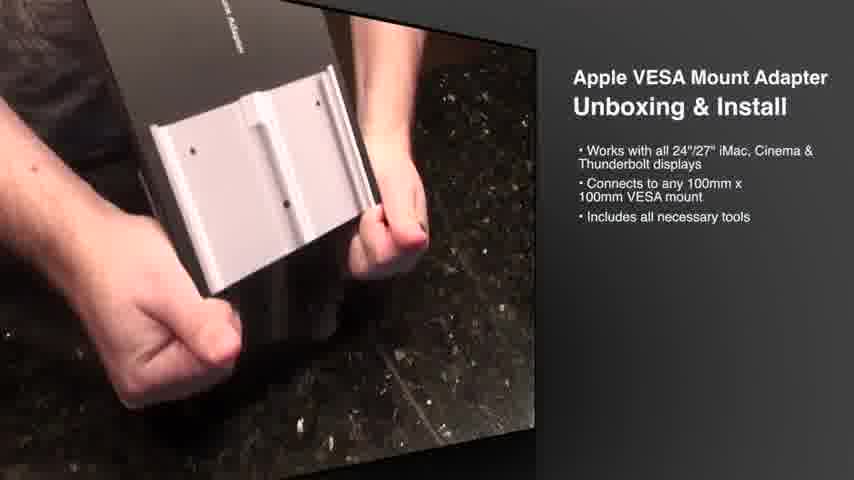 Adapter
Apple VESA Mount Adapter
Unboxing & Install
• Works with all 24"/27" iMac, Cinema &
Thunderbolt displays
• Connects to any 100mm x
100mm VESA mount
• Includes all necessary tools